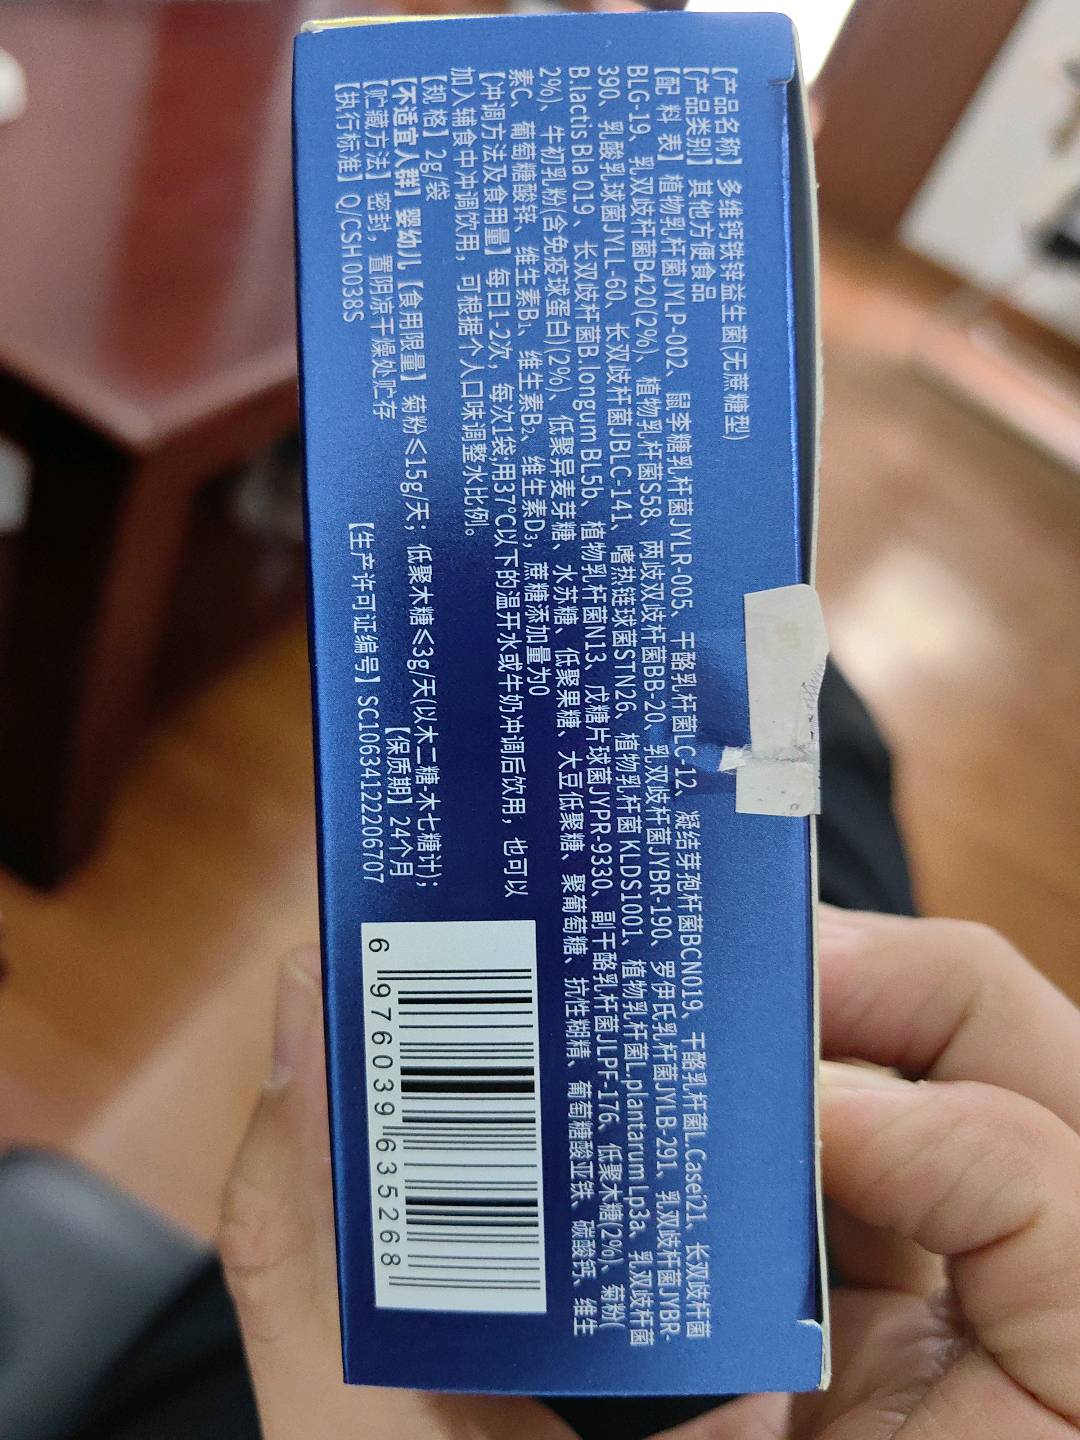 【产品名称】 多维钙铁锌益生菌(无蔗糖型)
【产品类别】 其他方便食品
【配 料 表】 植物乳杆菌JYLP-002、鼠李糖乳杆菌JYLR-005、干酪乳杆菌LC-12、凝结芽孢杆菌BCN019、干酪乳杆菌L.Casei21、长双歧杆菌
BLG-19、乳双歧杆菌B420(2%)、植物乳杆菌S58、两歧双歧杆菌BB-20、乳双歧杆菌JYBR-190、罗伊氏乳杆菌JYLB-291、乳双歧杆菌JYBR-
390、乳酸乳球菌JYLL-60、长双歧杆菌JBLC-141、嗜热链球菌STN26、植物乳杆菌 KLDS1001、植物乳杆菌L.plantarum Lp3a、乳双歧杆菌
B.lactis Bla 019、长双歧杆菌B.longum BL5b、植物乳杆菌N13、戊糖片球菌JYPR-9330、副干酪乳杆菌JLPF-176、低聚木糖(2%)、菊粉(
2%)、牛初乳粉(含免疫球蛋白)(2%)、低聚异麦芽糖、水苏糖、低聚果糖、大豆低聚糖、聚葡萄糖、抗性糊精、葡萄糖酸亚铁、碳酸钙、维生
素C、葡萄糖酸锌、维生素B₁、维生素B₂、维生素D₃，蔗糖添加量为0
【冲调方法及食用量】 每日1-2次，每次1袋,用37℃以下的温开水或牛奶冲调后饮用，也可以
加入辅食中冲调饮用，可根据个人口味调整水比例。
【规 格】 2g/袋
【不适宜人群】 婴幼儿 【食用限量】 菊粉≤15g/天；低聚木糖≤3g/天(以木二糖-木七糖计)；
【贮藏方法】 密封，置阴凉干燥处贮存 【保质期】 24个月
【执行标准】 Q/CSH 0038S 【生产许可证编号】 SC10634122206707
6 976039 635268